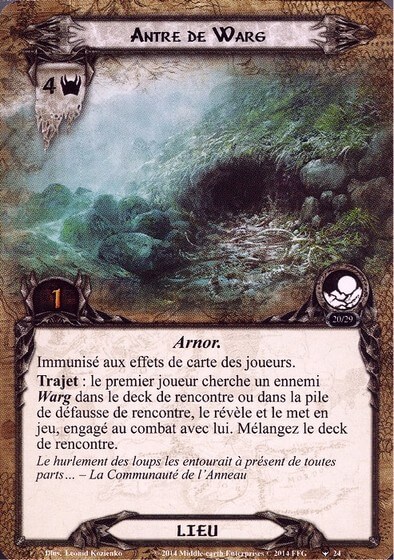 Antre de Warg
4
1
20/29
Arnor.
Immunisé aux effets de carte des joueurs.
Trajet : le premier joueur cherche un ennemi
Warg dans le deck de rencontre ou dans la pile
de défausse de rencontre, le révèle et le met en
jeu, engagé au combat avec lui. Mélangez le deck
de rencontre.
Le hurlement des loups les entourait à présent de toutes
parts… – La Communauté de l'Anneau
LIEU
Illus. Leonid Kozienko 2014 Middle-earth Enterprises © 2014 FFG 24